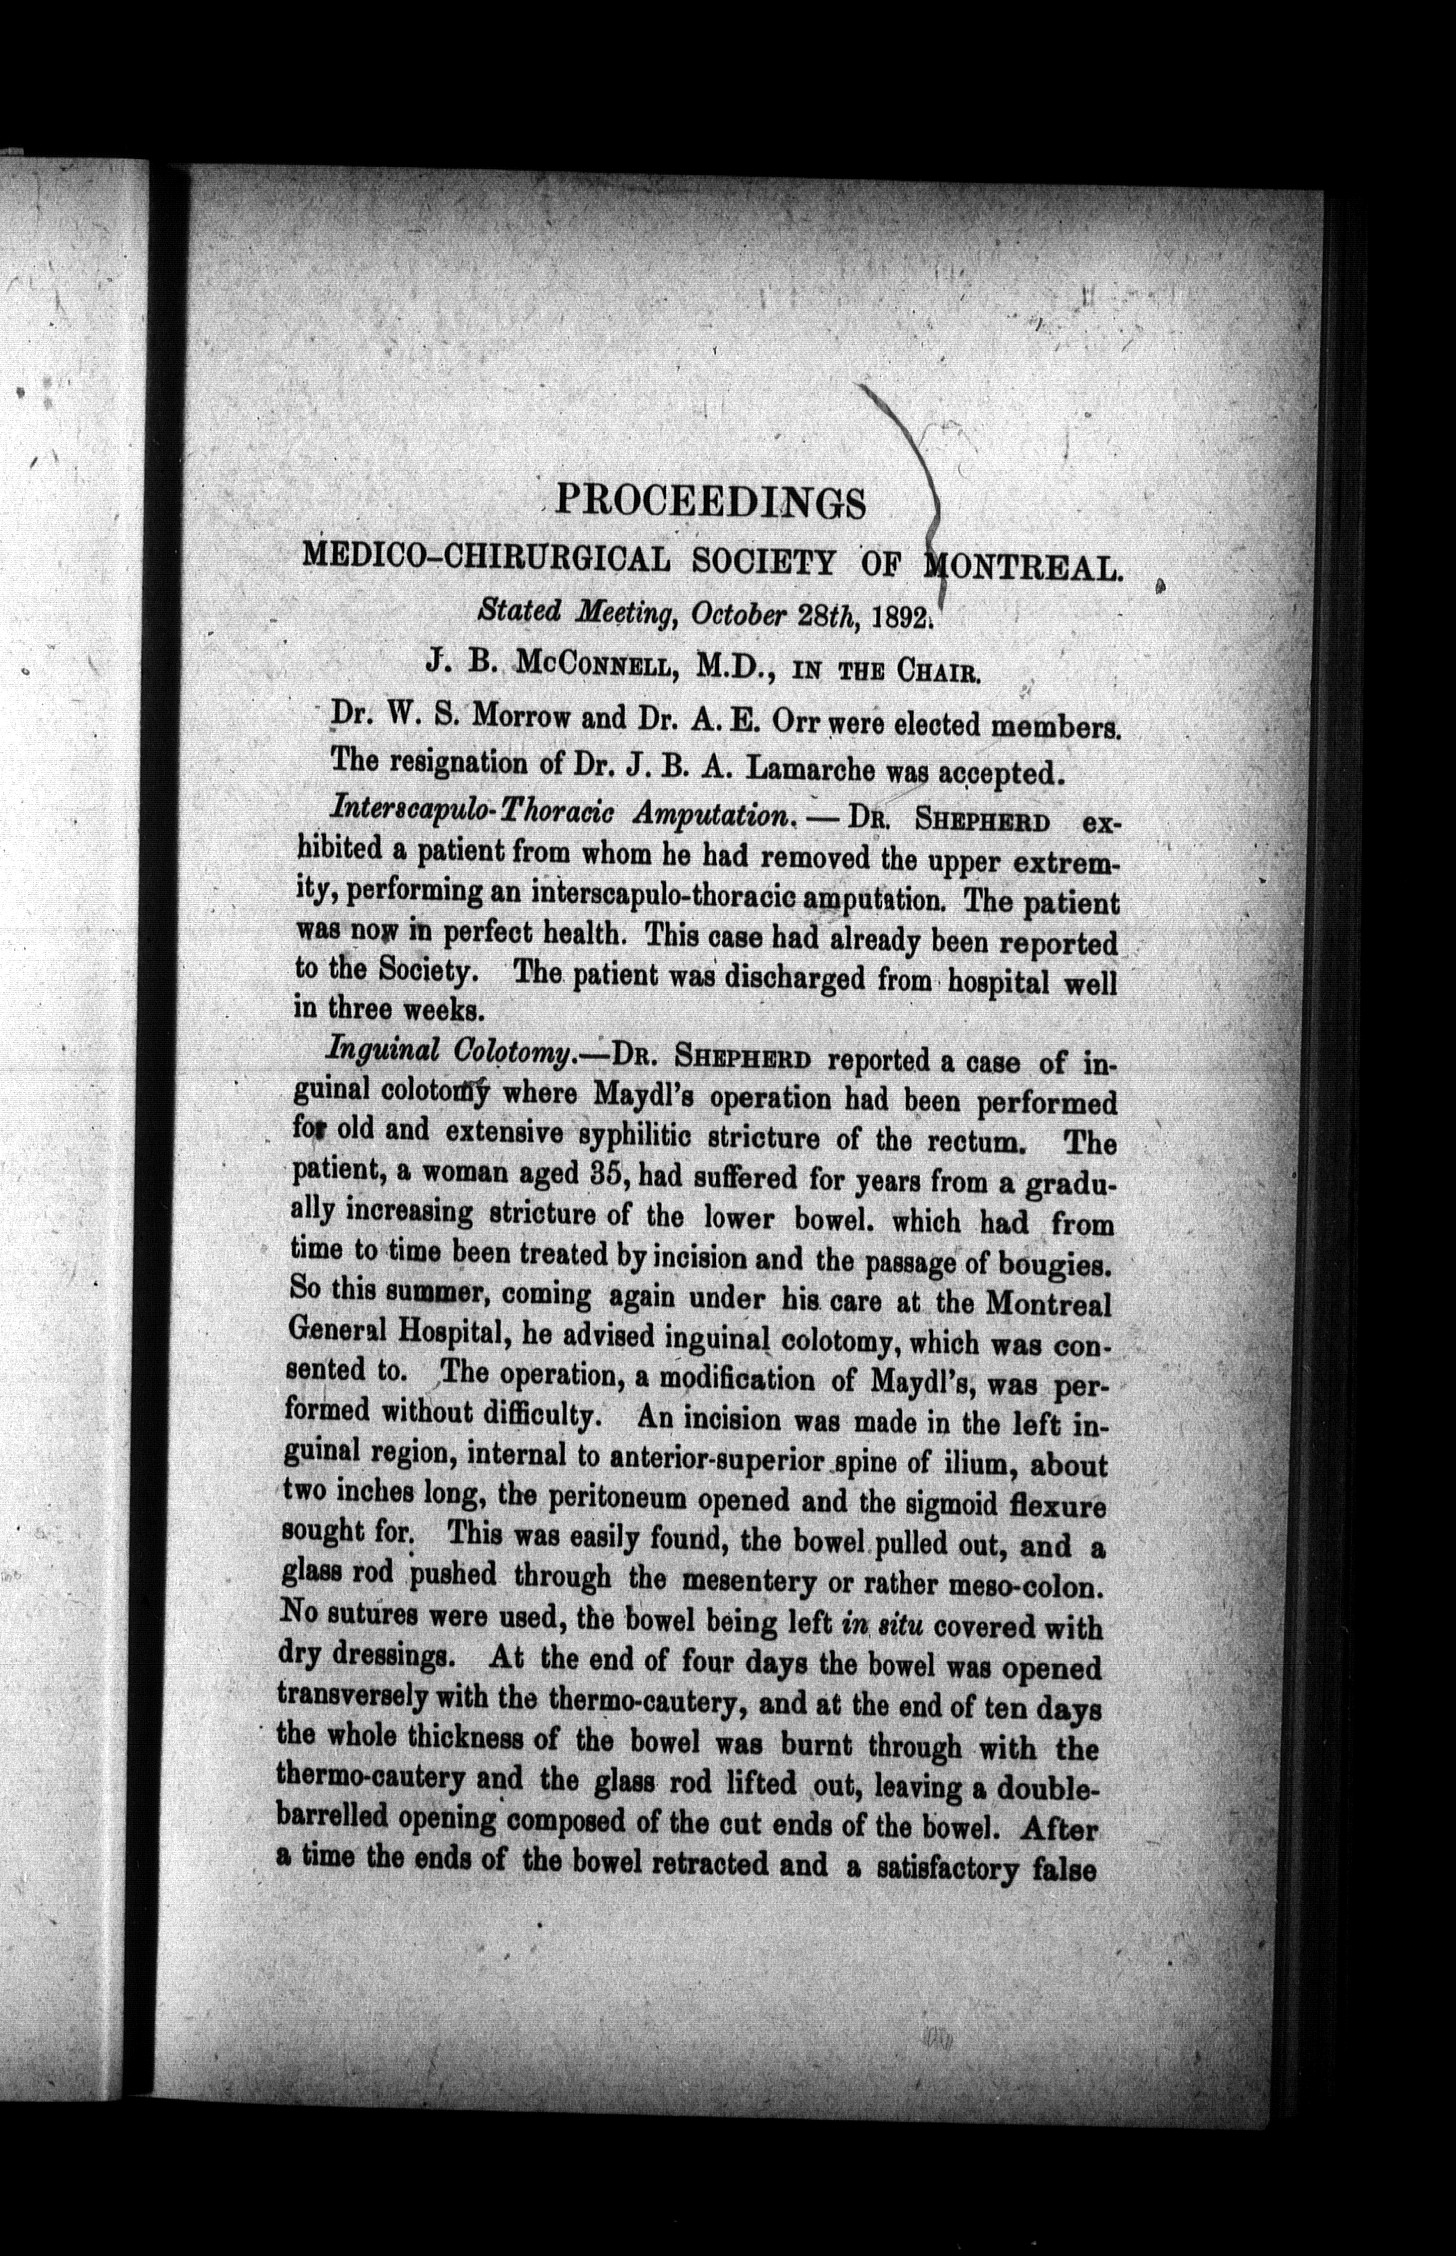 PROCEEDINGS
MEDICO-CHIRURGICAL SOCIETY OF MONTREAL.
Stated Meeting, October 28th, 1892.
J. B. McConnell, M.D., in the Chair.
Dr. W. S. Morrow and Dr. A. E. Orr were elected members.
The resignation of Dr. J. B. A. Lamarche was accepted.
Interscapulo-Thoracic Amputation. — Dr. Shepherd ex-
hibited a patient from whom he had removed the upper extrem-
ity, performing an interscapulo-thoracic amputation. The patient
was now in perfect health. This case had already been reported
to the Society. The patient was discharged from hospital well
in three weeks.
Inguinal Colotomy.—Dr. Shepherd reported a case of in-
guinal colotomy where Maydl's operation had been performed
for old and extensive syphilitic stricture of the rectum. The
patient, a woman aged 35, had suffered for years from a gradu-
ally increasing stricture of the lower bowel. which had from
time to time been treated by incision and the passage of bougies.
So this summer, coming again under his care at the Montreal
General Hospital, he advised inguinal colotomy, which was con-
sented to. The operation, a modification of Maydl's, was per-
formed without difficulty. An incision was made in the left in-
guinal region, internal to anterior-superior spine of ilium, about
two inches long, the peritoneum opened and the sigmoid flexure
sought for. This was easily found, the bowel pulled out, and a
glass rod pushed through the mesentery or rather meso-colon.
No sutures were used, the bowel being left in situ covered with
dry dressings. At the end of four days the bowel was opened
transversely with the thermo-cautery, and at the end of ten days
the whole thickness of the bowel was burnt through with the
thermo-cautery and the glass rod lifted out, leaving a double-
barrelled opening composed of the cut ends of the bowel. After
a time the ends of the bowel retracted and a satisfactory false